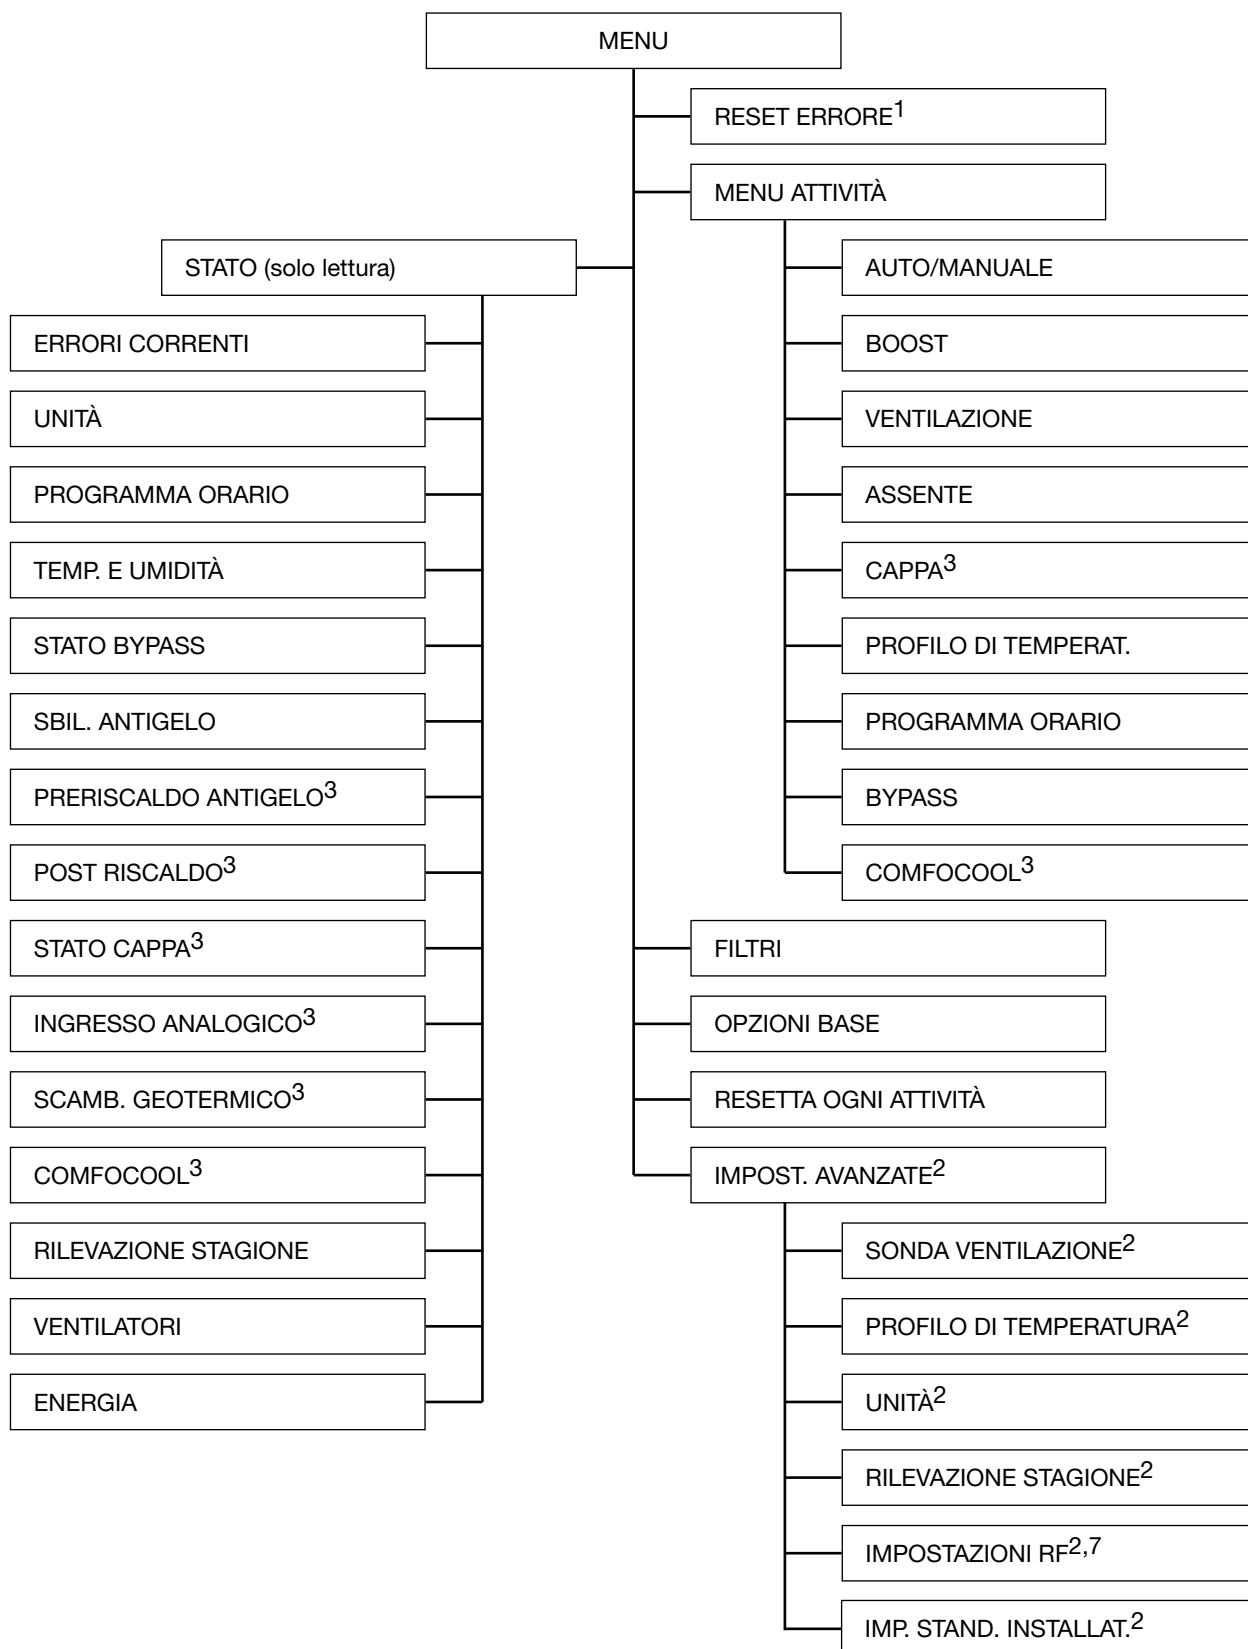 MENU
RESET ERRORE1
MENU ATTIVITÀ
AUTO/MANUALE
BOOST
VENTILAZIONE
ASSENTE
CAPPA3
PROFILO DI TEMPERAT.
PROGRAMMA ORARIO
BYPASS
COMFOCOOL3
STATO (solo lettura)
ERRORI CORRENTI
UNITÀ
PROGRAMMA ORARIO
TEMP. E UMIDITÀ
STATO BYPASS
SBIL. ANTIGELO
PRERISCALDO ANTIGELO3
POST RISCALDO3
STATO CAPPA3
INGRESSO ANALOGICO3
SCAMB. GEOTERMICO3
COMFOCOOL3
RILEVAZIONE STAGIONE
VENTILATORI
ENERGIA
FILTRI
OPZIONI BASE
RESETTA OGNI ATTIVITÀ
IMPOST. AVANZATE2
SONDA VENTILAZIONE2
PROFILO DI TEMPERATURA2
UNITÀ2
RILEVAZIONE STAGIONE2
IMPOSTAZIONI RF2,7
IMP. STAND. INSTALLAT.2